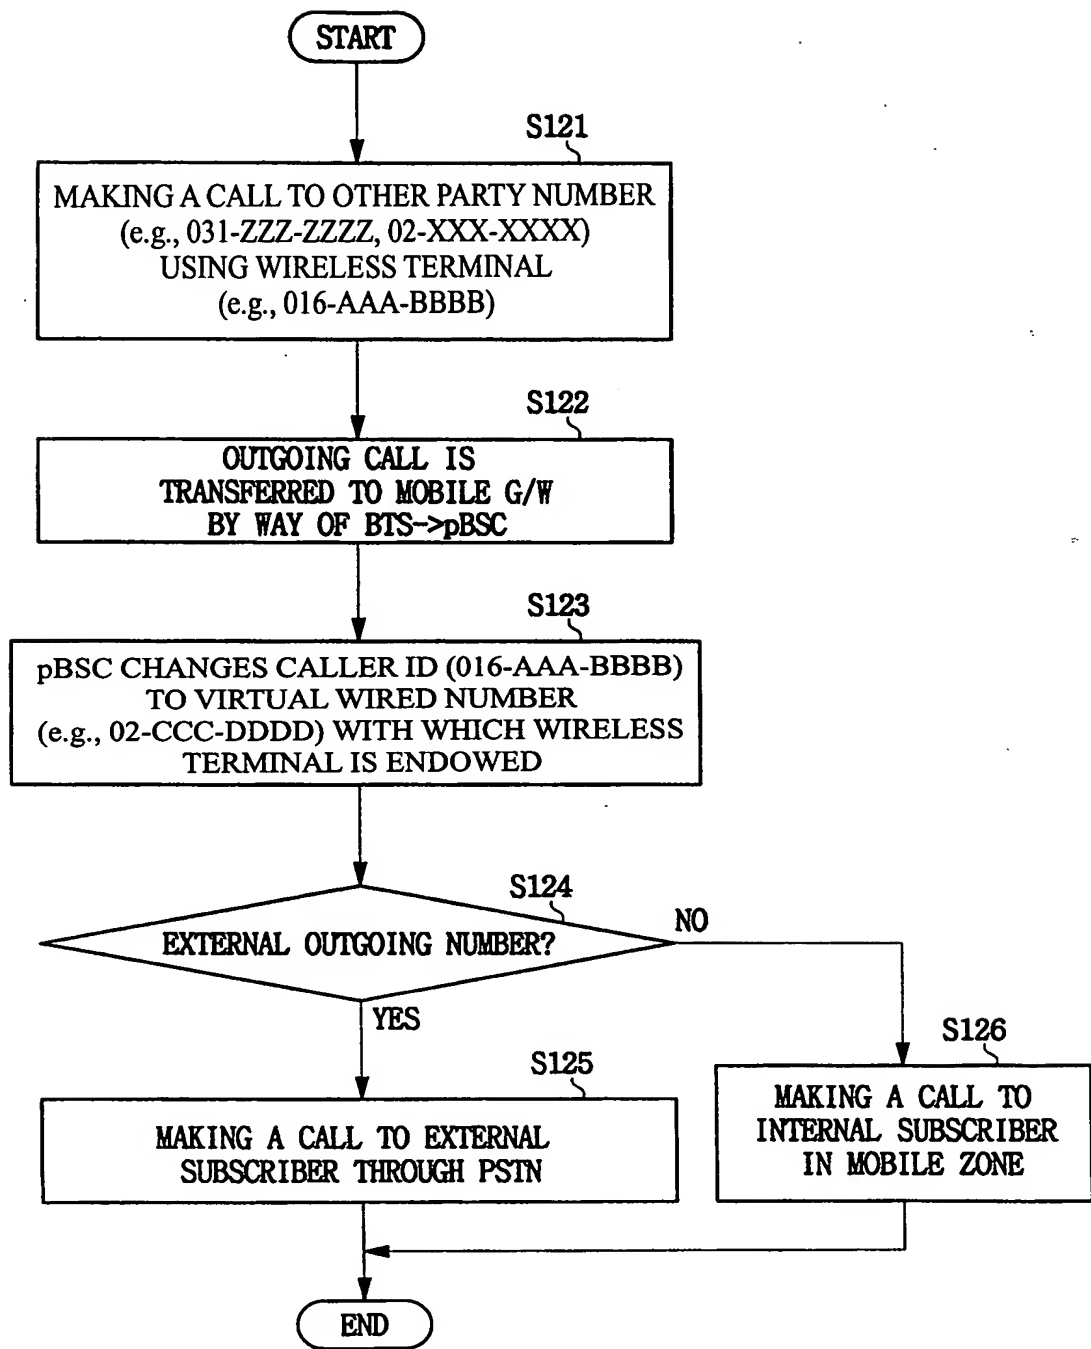 START
S121
MAKING A CALL TO OTHER PARTY NUMBER
(e.g., 031-ZZZ-ZZZZ, 02-XXX-XXXX)
USING WIRELESS TERMINAL
(e.g., 016-AAA-BBBB)
S122
OUTGOING CALL IS
TRANSFERRED TO MOBILE G/W
BY WAY OF BTS->pBSC
S123
pBSC CHANGES CALLER ID (016-AAA-BBBB)
TO VIRTUAL WIRED NUMBER
(e.g., 02-CCC-DDDD) WITH WHICH WIRELESS
TERMINAL IS ENDOWED
S124
EXTERNAL OUTGOING NUMBER?
NO
YES
S125
MAKING A CALL TO EXTERNAL
SUBSCRIBER THROUGH PSTN
S126
MAKING A CALL TO
INTERNAL SUBSCRIBER
IN MOBILE ZONE
END